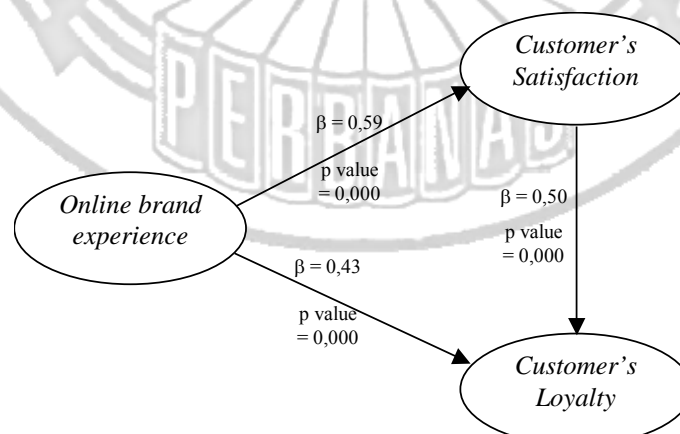 Customer's
Satisfaction
PERBANAS
β = 0,59
p value
= 0,000
Online brand
experience
β = 0,50
p value
= 0,000
β = 0,43
p value
= 0,000
Customer's
Loyalty